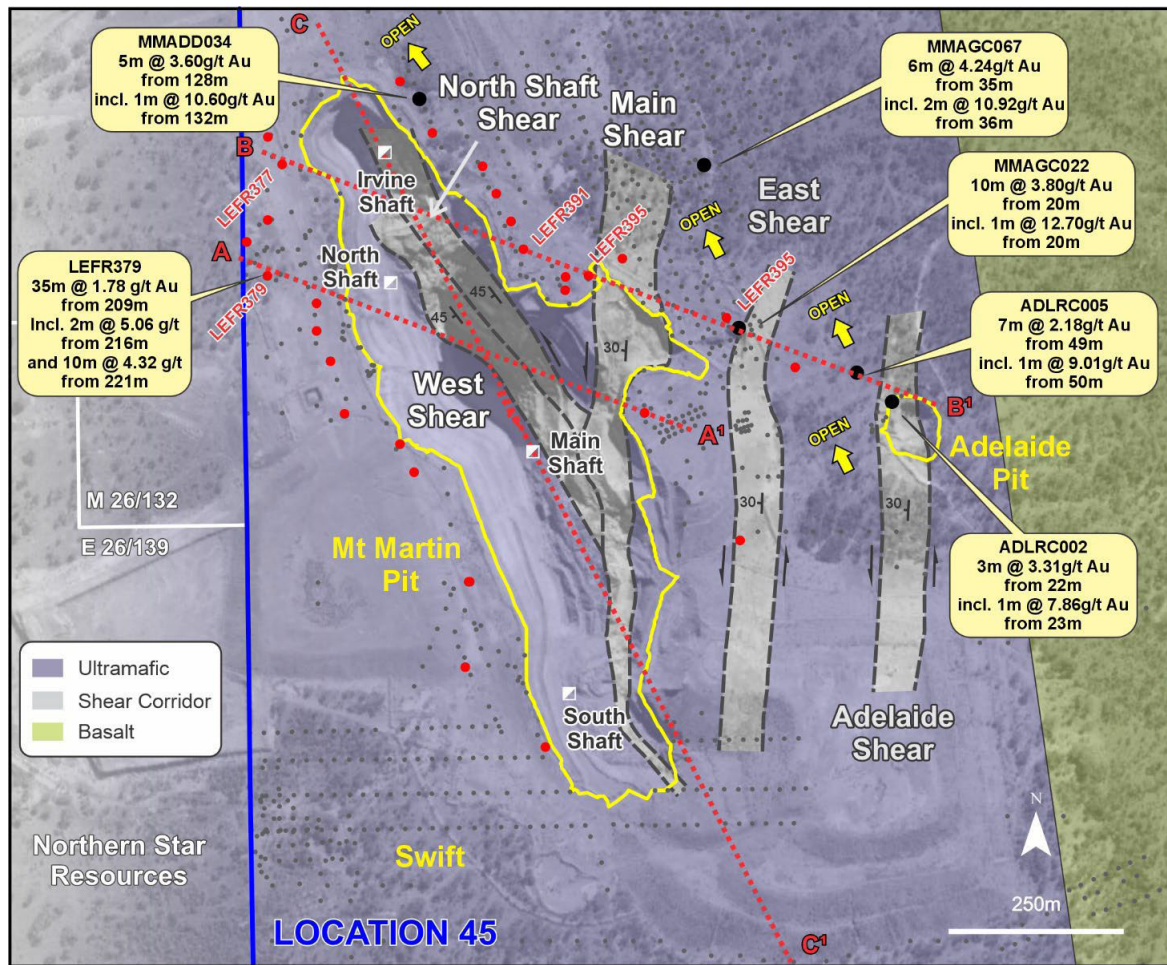 C
OPEN
MMADD034
5m @ 3.60g/t Au
from 128m
incl. 1m @ 10.60g/t Au
from 132m
North Shaft
Shear
Main
Shear
MMAGC067
6m @ 4.24g/t Au
from 35m
incl. 2m @ 10.92g/t Au
from 36m
B
LEFR377
Irvine
Shaft
LEFR391
LEFR395
East
Shear
OPEN
MMAGC022
10m @ 3.80g/t Au
from 20m
incl. 1m @ 12.70g/t Au
from 20m
A
North
Shaft
LEFR379
35m @ 1.78 g/t Au
from 209m
Incl. 2m @ 5.06 g/t
from 216m
and 10m @ 4.32 g/t
from 221m
LEFR379
45
45
30
LEFR395
OPEN
ADLRC005
7m @ 2.18g/t Au
from 49m
incl. 1m @ 9.01g/t Au
from 50m
West
Shear
A¹
B¹
OPEN
Adelaide
Pit
Main
Shaft
30
30
M 26/132
E 26/139
Mt Martin
Pit
ADLRC002
3m @ 3.31g/t Au
from 22m
incl. 1m @ 7.86g/t Au
from 23m
Ultramafic
Shear Corridor
Basalt
South
Shaft
Adelaide
Shear
Northern Star
Resources
Swift
N
250m
LOCATION 45
C¹